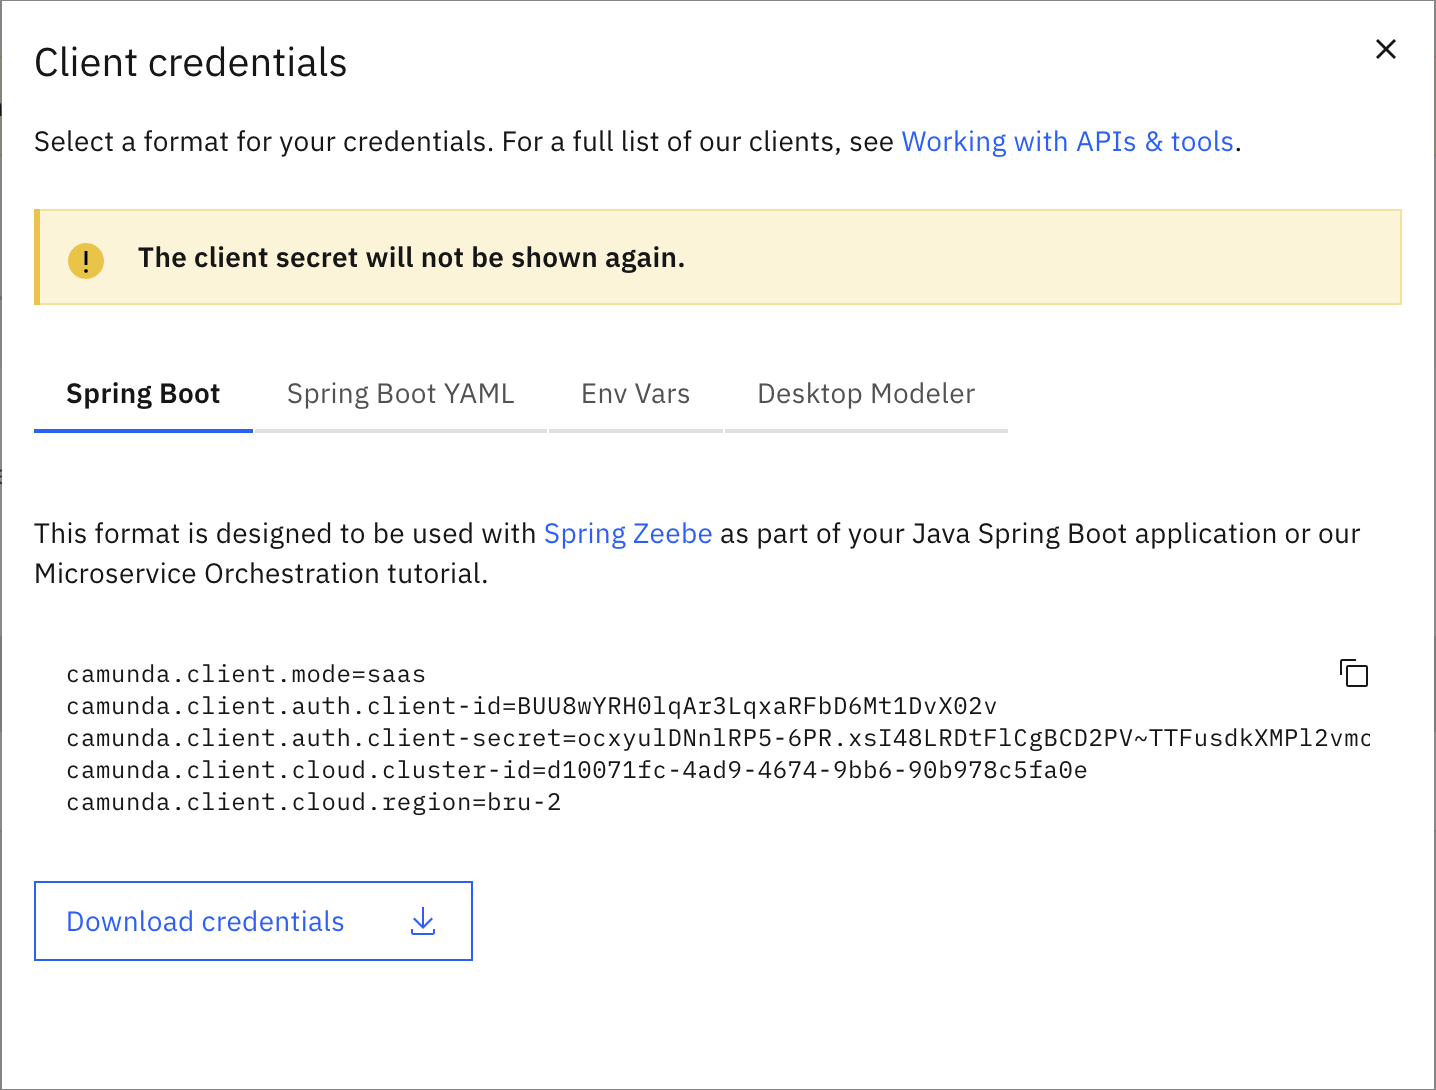 Client credentials
Select a format for your credentials. For a full list of our clients, see Working with APIs & tools.
The client secret will not be shown again.
Spring Boot
Spring Boot YAML
Env Vars
Desktop Modeler
This format is designed to be used with Spring Zeebe as part of your Java Spring Boot application or our
Microservice Orchestration tutorial.
camunda.client.mode=saas
camunda.client.auth.client-id=BUU8wYRH0lqAr3LqxaRFbD6Mt1DvX02v
camunda.client.auth.client-secret=ocxyulDNnlRP5-6PR.xsI48LRDtFlCgBCD2PV~TTFusdkXMPl2vmc
camunda.client.cloud.cluster-id=d10071fc-4ad9-4674-9bb6-90b978c5fa0e
camunda.client.cloud.region=bru-2
Download credentials